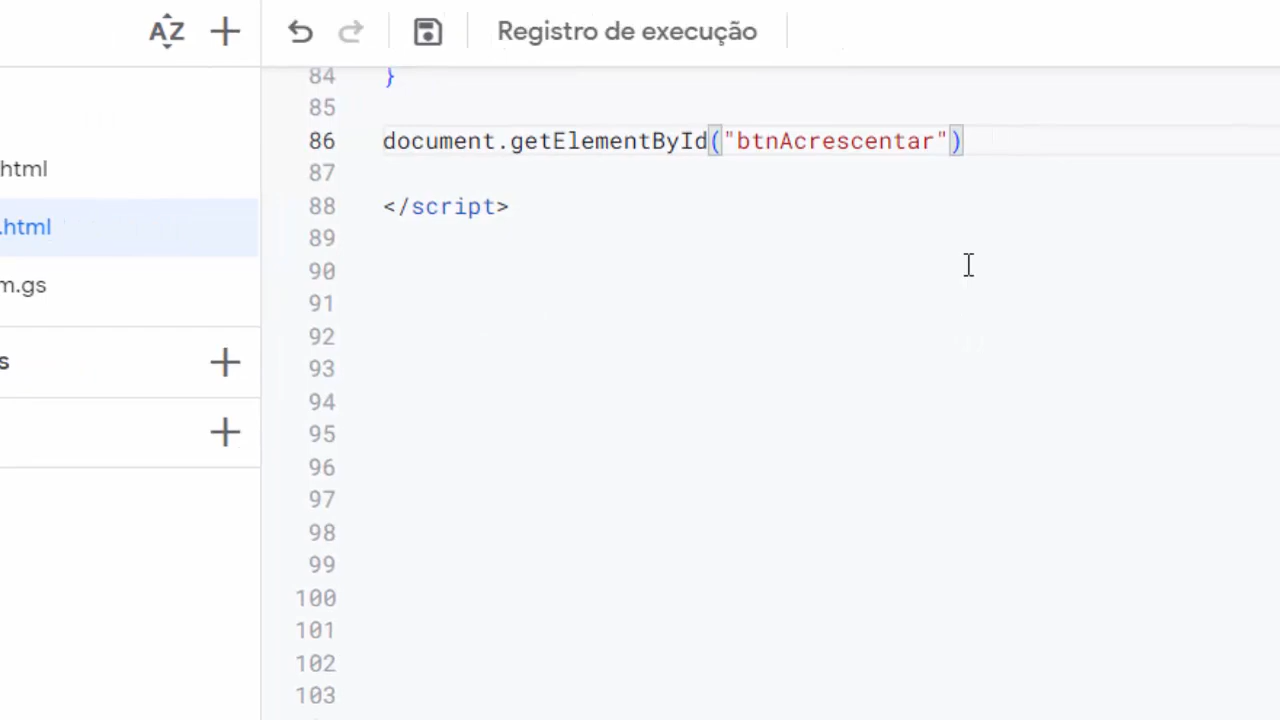 AZ
Registro de execução
html
.html
m.gs
s
84 }
85
86 document.getElementById("btnAcrescentar")
87
88 </script>
89
90
91
92
93
94
95
96
97
98
99
100
101
102
103